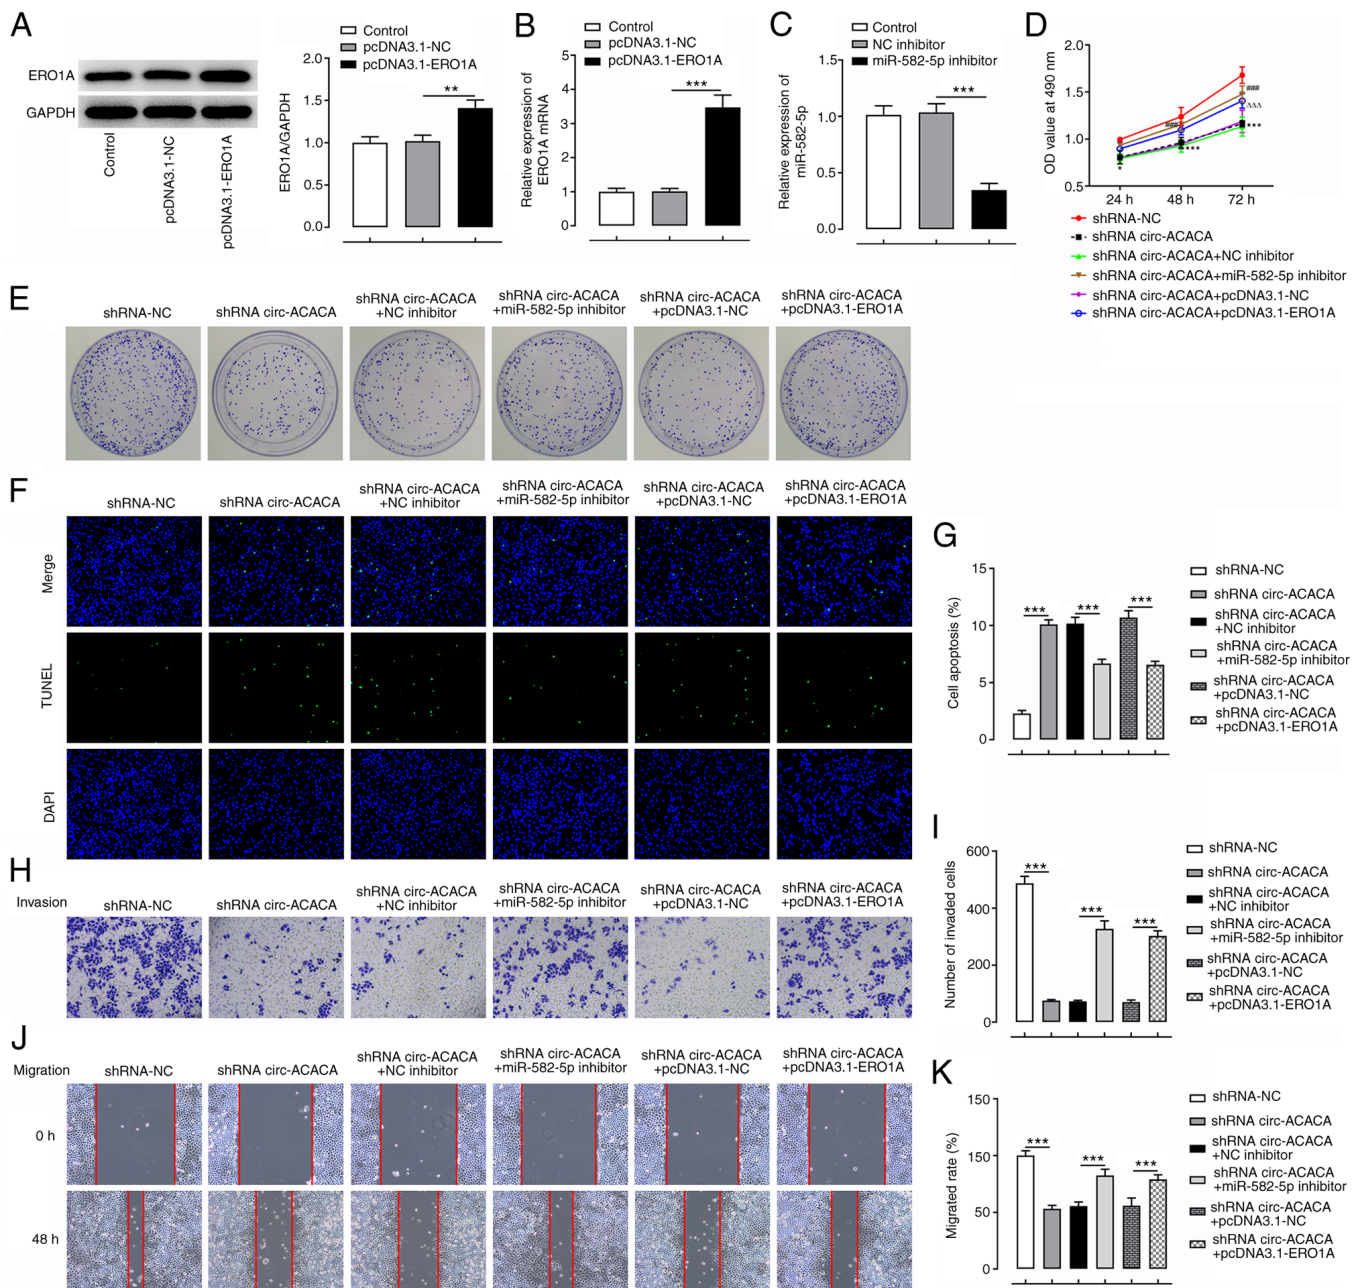 A
ERO1A
GAPDH
Control
pcDNA3.1-NC
pcDNA3.1-ERO1A
Control
pcDNA3.1-NC
pcDNA3.1-ERO1A
ERO1A/GAPDH
2.0
1.5
1.0
0.5
0.0
**
B
Control
pcDNA3.1-NC
pcDNA3.1-ERO1A
Relative expression of
ERO1A mRNA
5
4
3
2
1
0
***
C
Control
NC inhibitor
miR-582-5p inhibitor
Relative expression of
miR-582-5p
1.5
1.0
0.5
0.0
***
D
OD value at 490 nm
2.0
1.5
1.0
0.5
###
ΔΔΔ
***
###
***
*
24 h
48 h
72 h
shRNA-NC
shRNA circ-ACACA
shRNA circ-ACACA+NC inhibitor
shRNA circ-ACACA+miR-582-5p inhibitor
shRNA circ-ACACA+pcDNA3.1-NC
shRNA circ-ACACA+pcDNA3.1-ERO1A
E
shRNA-NC
shRNA circ-ACACA
shRNA circ-ACACA
+NC inhibitor
shRNA circ-ACACA
+miR-582-5p inhibitor
shRNA circ-ACACA
+pcDNA3.1-NC
shRNA circ-ACACA
+pcDNA3.1-ERO1A
F
shRNA-NC
shRNA circ-ACACA
shRNA circ-ACACA
+NC inhibitor
shRNA circ-ACACA
+miR-582-5p inhibitor
shRNA circ-ACACA
+pcDNA3.1-NC
shRNA circ-ACACA
+pcDNA3.1-ERO1A
Merge
TUNEL
DAPI
G
Cell apoptosis (%)
15
10
5
0
***
***
***
shRNA-NC
shRNA circ-ACACA
shRNA circ-ACACA
+NC inhibitor
shRNA circ-ACACA
+miR-582-5p inhibitor
shRNA circ-ACACA
+pcDNA3.1-NC
shRNA circ-ACACA
+pcDNA3.1-ERO1A
H
Invasion
shRNA-NC
shRNA circ-ACACA
shRNA circ-ACACA
+NC inhibitor
shRNA circ-ACACA
+miR-582-5p inhibitor
shRNA circ-ACACA
+pcDNA3.1-NC
shRNA circ-ACACA
+pcDNA3.1-ERO1A
I
Number of invaded cells
600
400
200
0
***
***
***
shRNA-NC
shRNA circ-ACACA
shRNA circ-ACACA
+NC inhibitor
shRNA circ-ACACA
+miR-582-5p inhibitor
shRNA circ-ACACA
+pcDNA3.1-NC
shRNA circ-ACACA
+pcDNA3.1-ERO1A
J
Migration
shRNA-NC
shRNA circ-ACACA
shRNA circ-ACACA
+NC inhibitor
shRNA circ-ACACA
+miR-582-5p inhibitor
shRNA circ-ACACA
+pcDNA3.1-NC
shRNA circ-ACACA
+pcDNA3.1-ERO1A
0 h
48 h
K
Migrated rate (%)
150
150
50
0
***
***
***
shRNA-NC
shRNA circ-ACACA
shRNA circ-ACACA
+NC inhibitor
shRNA circ-ACACA
+miR-582-5p inhibitor
shRNA circ-ACACA
+pcDNA3.1-NC
shRNA circ-ACACA
+pcDNA3.1-ERO1A